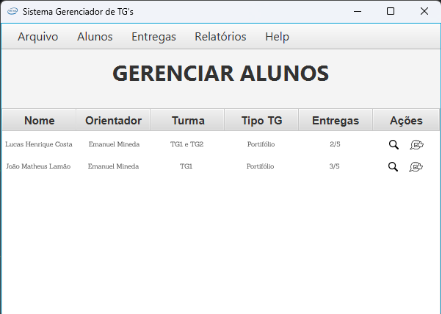 Sistema Gerenciador de TG's
Arquivo Alunos Entregas Relatórios Help
GERENCIAR ALUNOS
Nome Orientador Turma Tipo TG Entregas Ações
Lucas Henrique Costa Emanuel Mineda TG1 e TG2 Portifólio 2/5
João Matheus Lamão Emanuel Mineda TG1 Portifólio 3/5